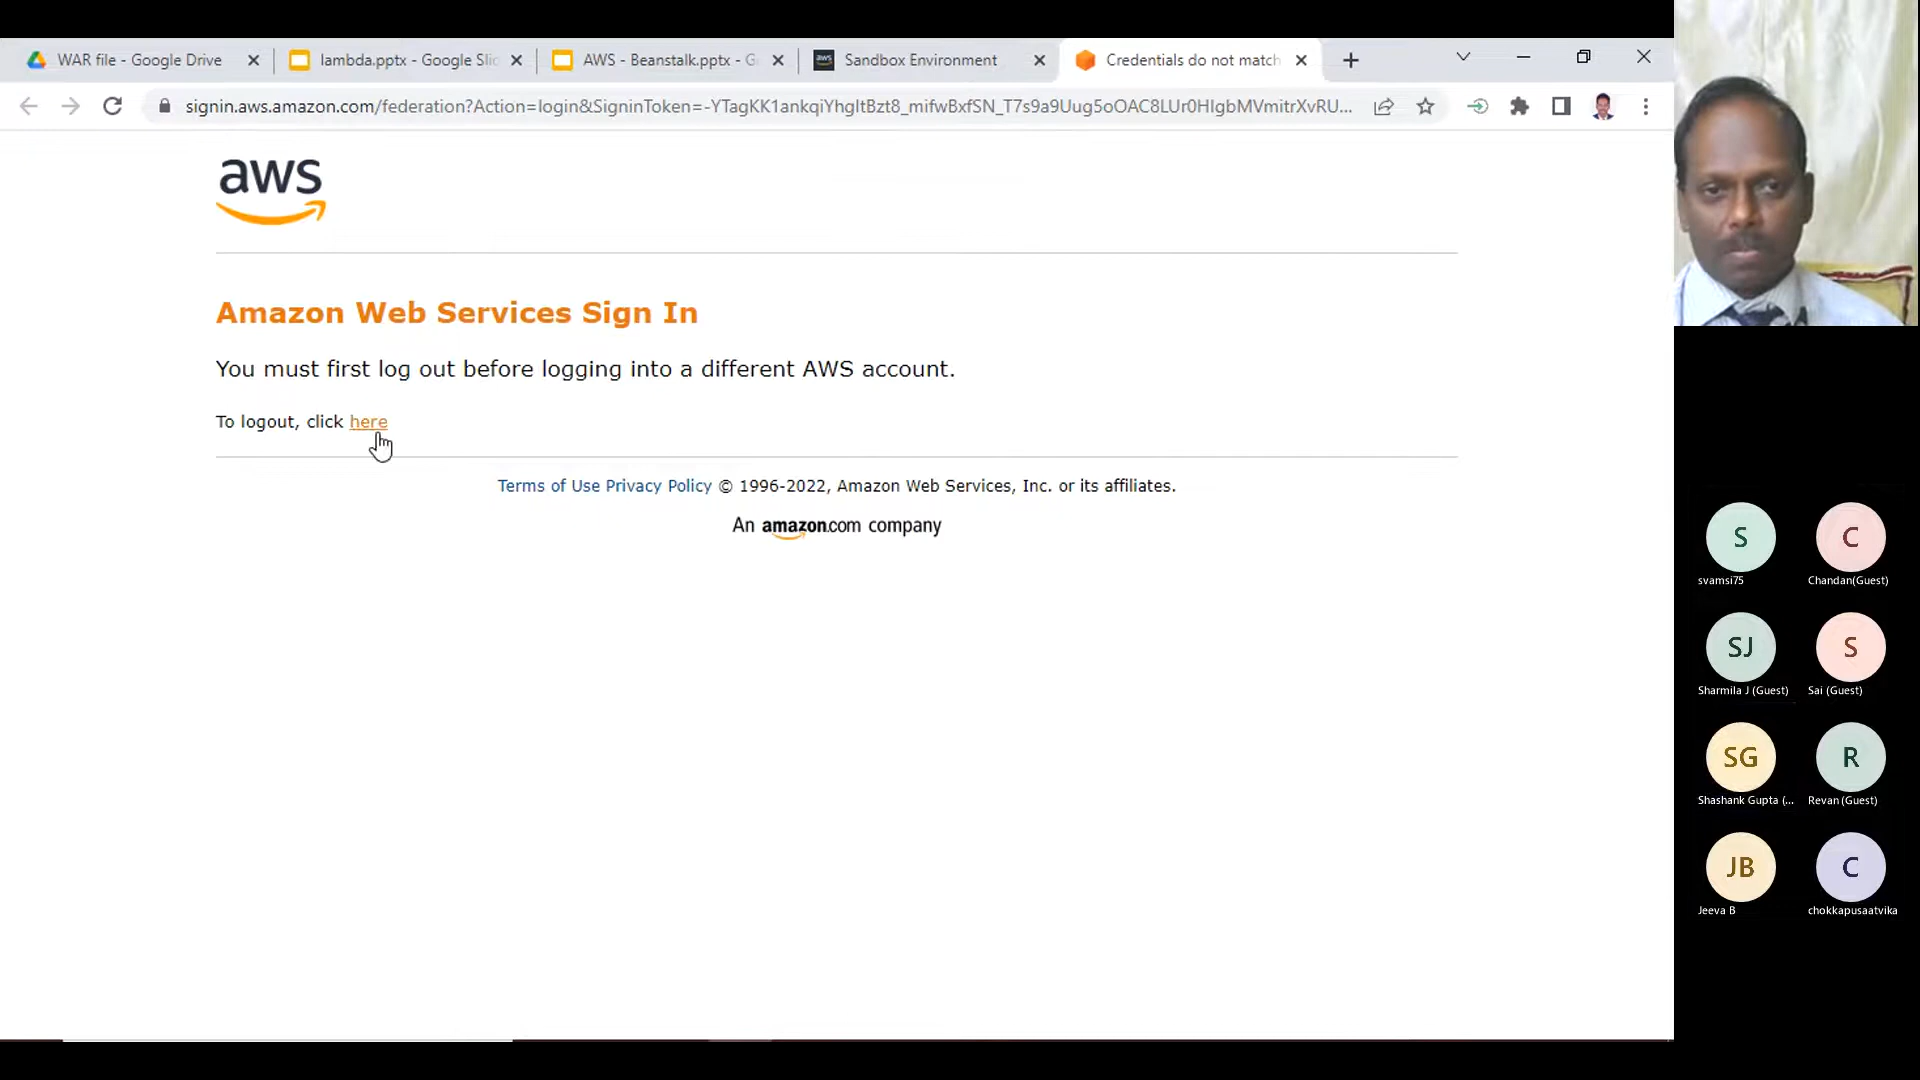 WAR file - Google Drive
lambda.pptx - Google Slid
AWS - Beanstalk.pptx - G
aws
Sandbox Environment
Credentials do not match
signin.aws.amazon.com/federation?Action=login&SigninToken=-YTagKK1ankqiYhgItBzt8_mifwBxfSN_T7s9a9Uug5oOAC8LUr0HIgbMVmitrXvRU...
aws
Amazon Web Services Sign In
You must first log out before logging into a different AWS account.
To logout, click here
Terms of Use Privacy Policy © 1996-2022, Amazon Web Services, Inc. or its affiliates.
An amazon.com company
S
svamsi75
C
Chandan(Guest)
SJ
Sharmila J (Guest)
S
Sai (Guest)
SG
Shashank Gupta (...
R
Revan (Guest)
JB
Jeeva B
C
chokkapusaatvika